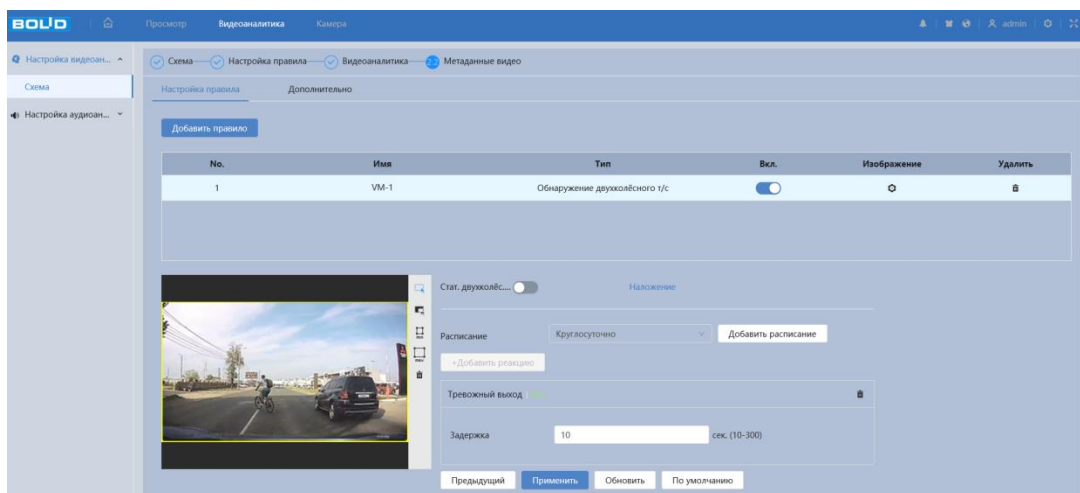 BOLID
Просмотр Видеоаналитика Камера admin
Настройка видеоан...
Схема
Настройка аудиоан...
Схема Настройка правила Видеоаналитика Метаданные видео
Настройка правила Дополнительно
Добавить правило
No. Имя Тип Вкл. Изображение Удалить
1 VM-1 Обнаружение двухколёсного т/с
Стат. двухколёс.... Наложение
Расписание Круглосуточно Добавить расписание
+Добавить реакцию
Тревожный выход
Задержка 10 сек. (10-300)
Предыдущий Применить Обновить По умолчанию